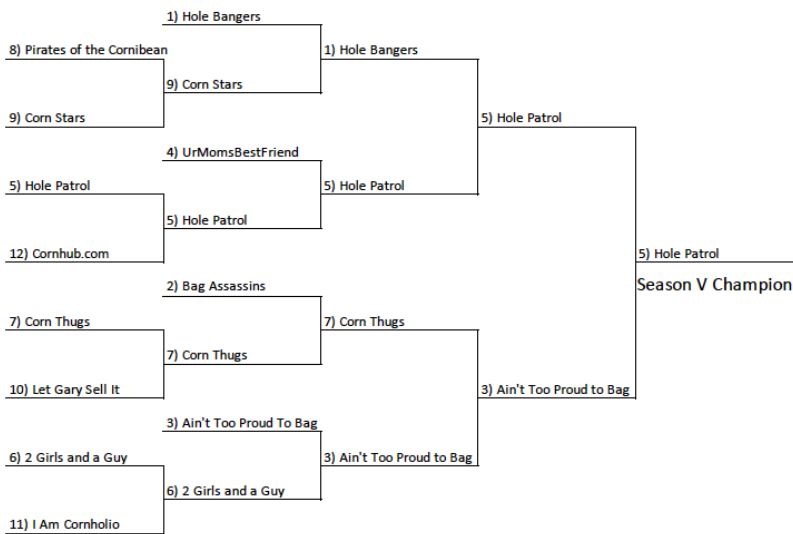 1) Hole Bangers
8) Pirates of the Cornibean
1) Hole Bangers
9) Corn Stars
9) Corn Stars
5) Hole Patrol
4) UrMomsBestFriend
5) Hole Patrol
5) Hole Patrol
5) Hole Patrol
12) Cornhub.com
5) Hole Patrol
Season V Champion
2) Bag Assassins
7) Corn Thugs
7) Corn Thugs
7) Corn Thugs
10) Let Gary Sell It
3) Ain't Too Proud to Bag
3) Ain't Too Proud To Bag
6) 2 Girls and a Guy
3) Ain't Too Proud to Bag
6) 2 Girls and a Guy
11) I Am Cornholio